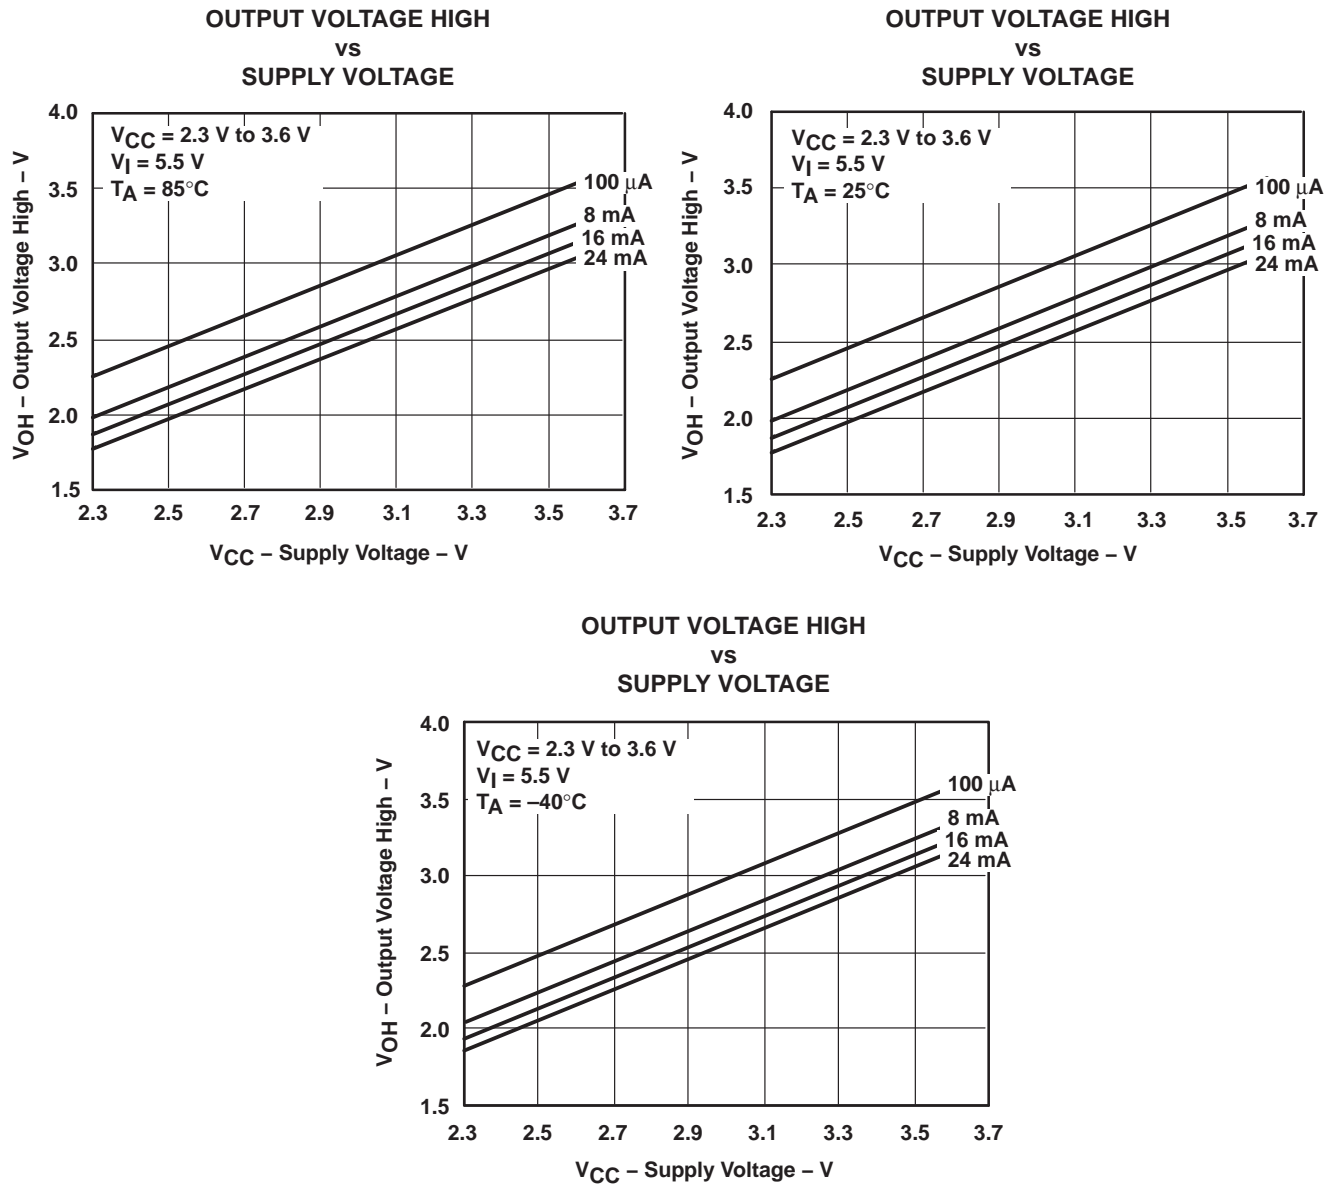 OUTPUT VOLTAGE HIGH
vs
SUPPLY VOLTAGE
4.0
3.5
3.0
2.5
2.0
1.5
VOH – Output Voltage High – V
VCC = 2.3 V to 3.6 V
VI = 5.5 V
TA = 85°C
100 μA
8 mA
16 mA
24 mA
2.3 2.5 2.7 2.9 3.1 3.3 3.5 3.7
VCC – Supply Voltage – V
OUTPUT VOLTAGE HIGH
vs
SUPPLY VOLTAGE
4.0
3.5
3.0
2.5
2.0
1.5
VOH – Output Voltage High – V
VCC = 2.3 V to 3.6 V
VI = 5.5 V
TA = 25°C
100 μA
8 mA
16 mA
24 mA
2.3 2.5 2.7 2.9 3.1 3.3 3.5 3.7
VCC – Supply Voltage – V
OUTPUT VOLTAGE HIGH
vs
SUPPLY VOLTAGE
4.0
3.5
3.0
2.5
2.0
1.5
VOH – Output Voltage High – V
VCC = 2.3 V to 3.6 V
VI = 5.5 V
TA = –40°C
100 μA
8 mA
16 mA
24 mA
2.3 2.5 2.7 2.9 3.1 3.3 3.5 3.7
VCC – Supply Voltage – V